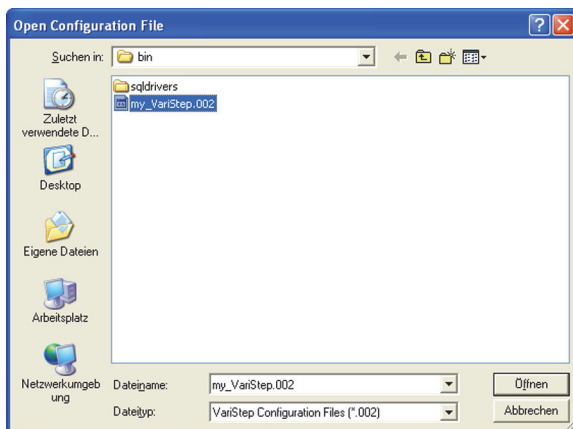 Open Configuration File
Suchen in:
bin
sqldrivers
my_VariStep.002
Zuletzt
verwendete D...
Desktop
Eigene Dateien
Arbeitsplatz
Netzwerkumgeb
ung
Dateiname:
my_VariStep.002
Öffnen
Dateityp:
VariStep Configuration Files (*.002)
Abbrechen